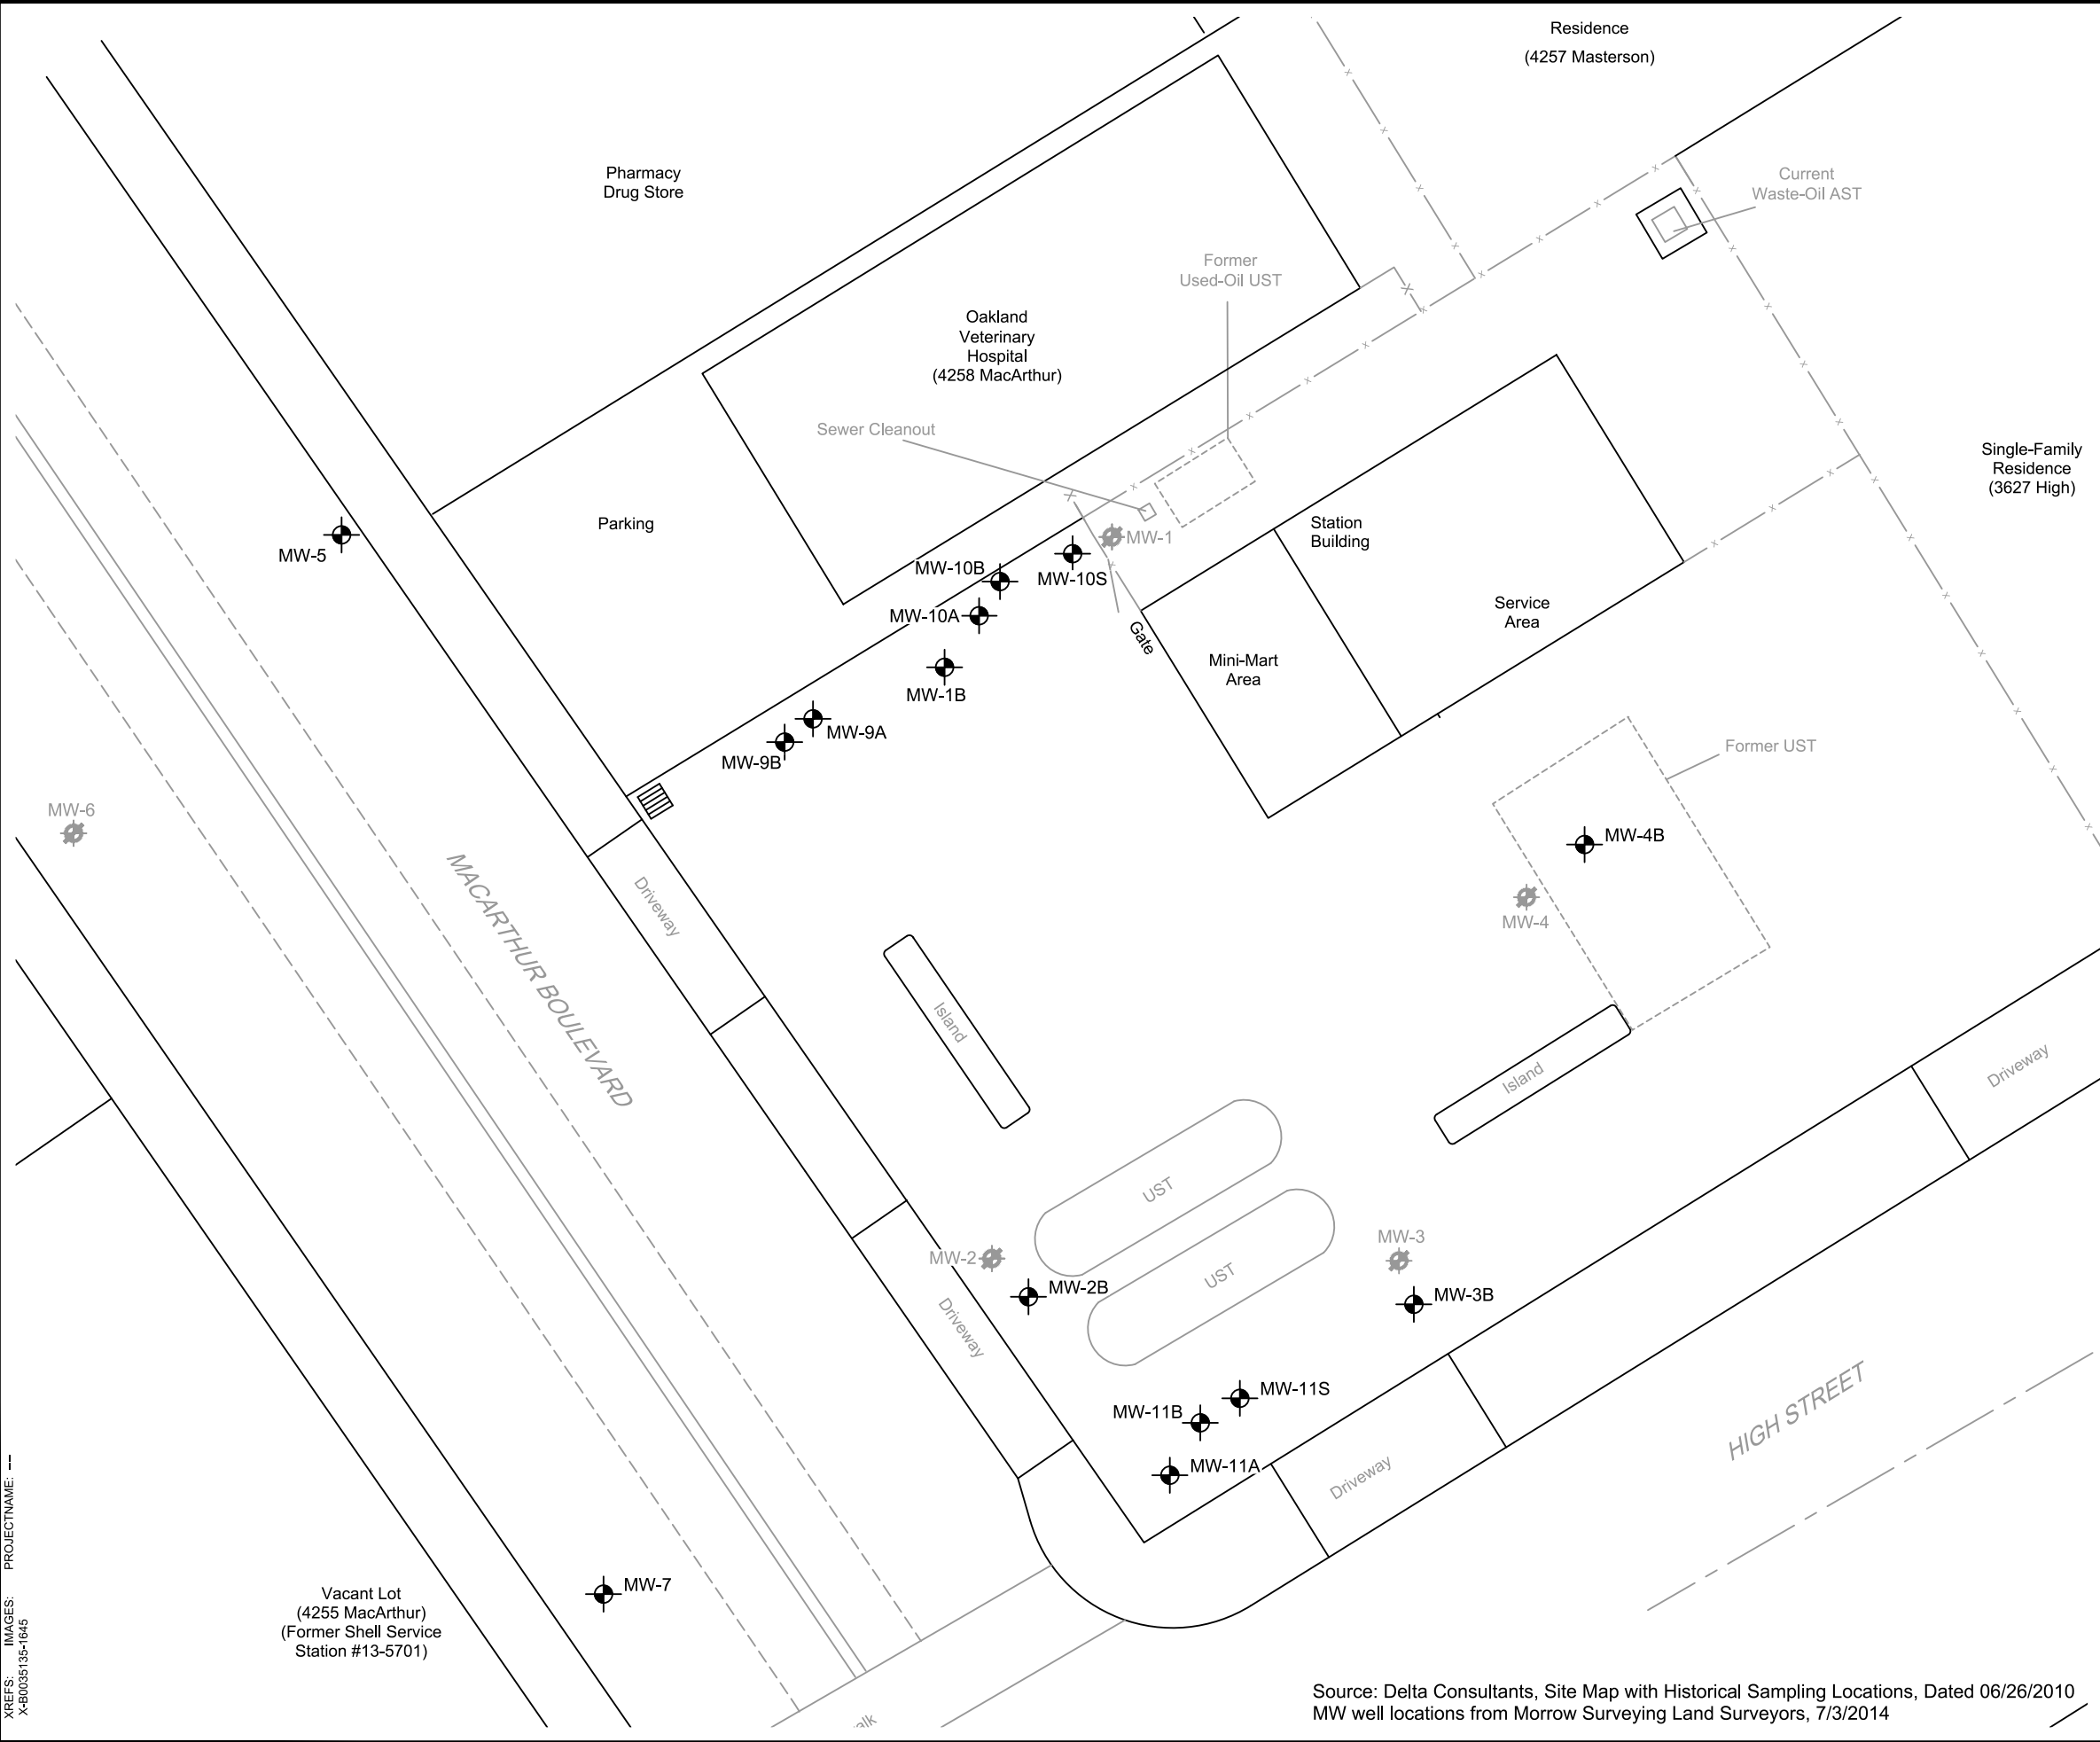 Residence
(4257 Masterson)
Pharmacy
Drug Store
Current
Waste-Oil AST
Former
Used-Oil UST
Oakland
Veterinary
Hospital
(4258 MacArthur)
Sewer Cleanout
Single-Family
Residence
(3627 High)
Parking
MW-5
MW-1
Station
Building
MW-10B
MW-10S
MW-10A
Gate
Service
Area
Mini-Mart
Area
MW-1B
MW-9A
MW-9B
Former UST
MW-6
MW-4B
MACARTHUR BOULEVARD
Driveway
MW-4
Island
Island
Driveway
UST
UST
MW-2
MW-3
MW-2B
MW-3B
Driveway
MW-11S
MW-11B
MW-11A
Driveway
HIGH STREET
MW-7
Vacant Lot
(4255 MacArthur)
(Former Shell Service
Station #13-5701)
alk
Source: Delta Consultants, Site Map with Historical Sampling Locations, Dated 06/26/2010
MW well locations from Morrow Surveying Land Surveyors, 7/3/2014
XREFS: IMAGES: PROJECTNAME: ---
X-B0035135-1645